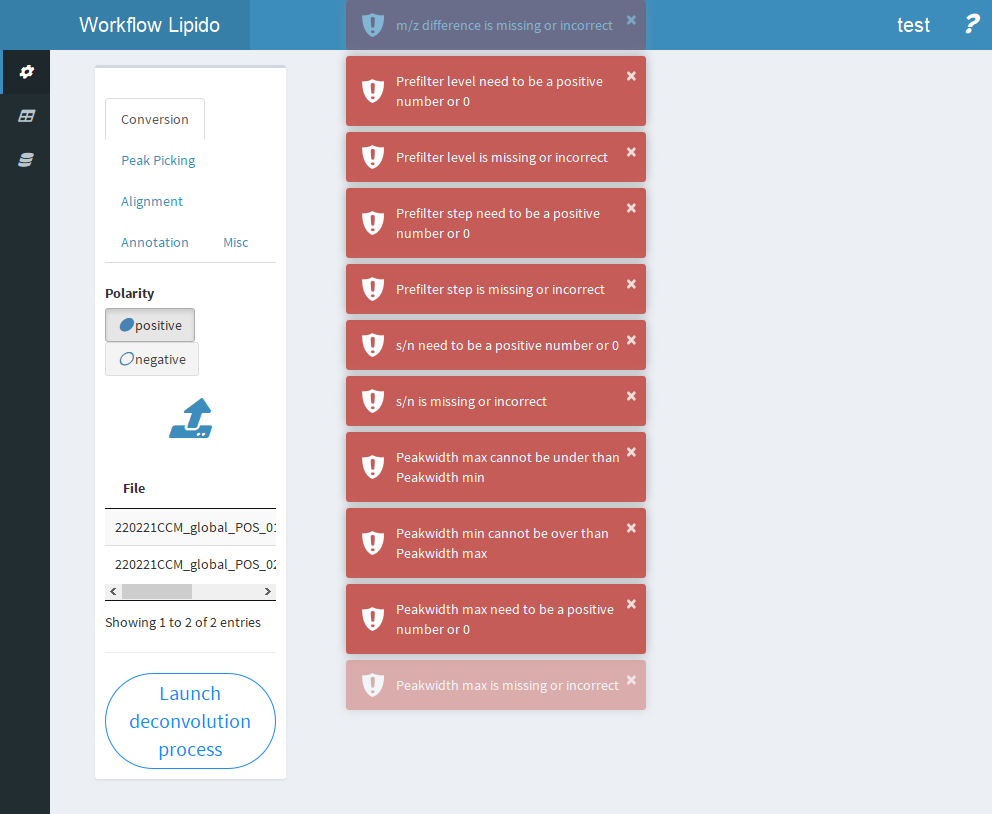 Workflow Lipido
test
?
Conversion
Peak Picking
Alignment
Annotation
Misc
Polarity
positive
negative
File
220221CCM_global_POS_01
220221CCM_global_POS_02
Showing 1 to 2 of 2 entries
Launch
deconvolution
process
m/z difference is missing or incorrect
×
Prefilter level need to be a positive
number or 0
×
Prefilter level is missing or incorrect
×
Prefilter step need to be a positive
number or 0
×
Prefilter step is missing or incorrect
×
s/n need to be a positive number or 0
×
s/n is missing or incorrect
×
Peakwidth max cannot be under than
Peakwidth min
×
Peakwidth min cannot be over than
Peakwidth max
×
Peakwidth max need to be a positive
number or 0
×
Peakwidth max is missing or incorrect
×